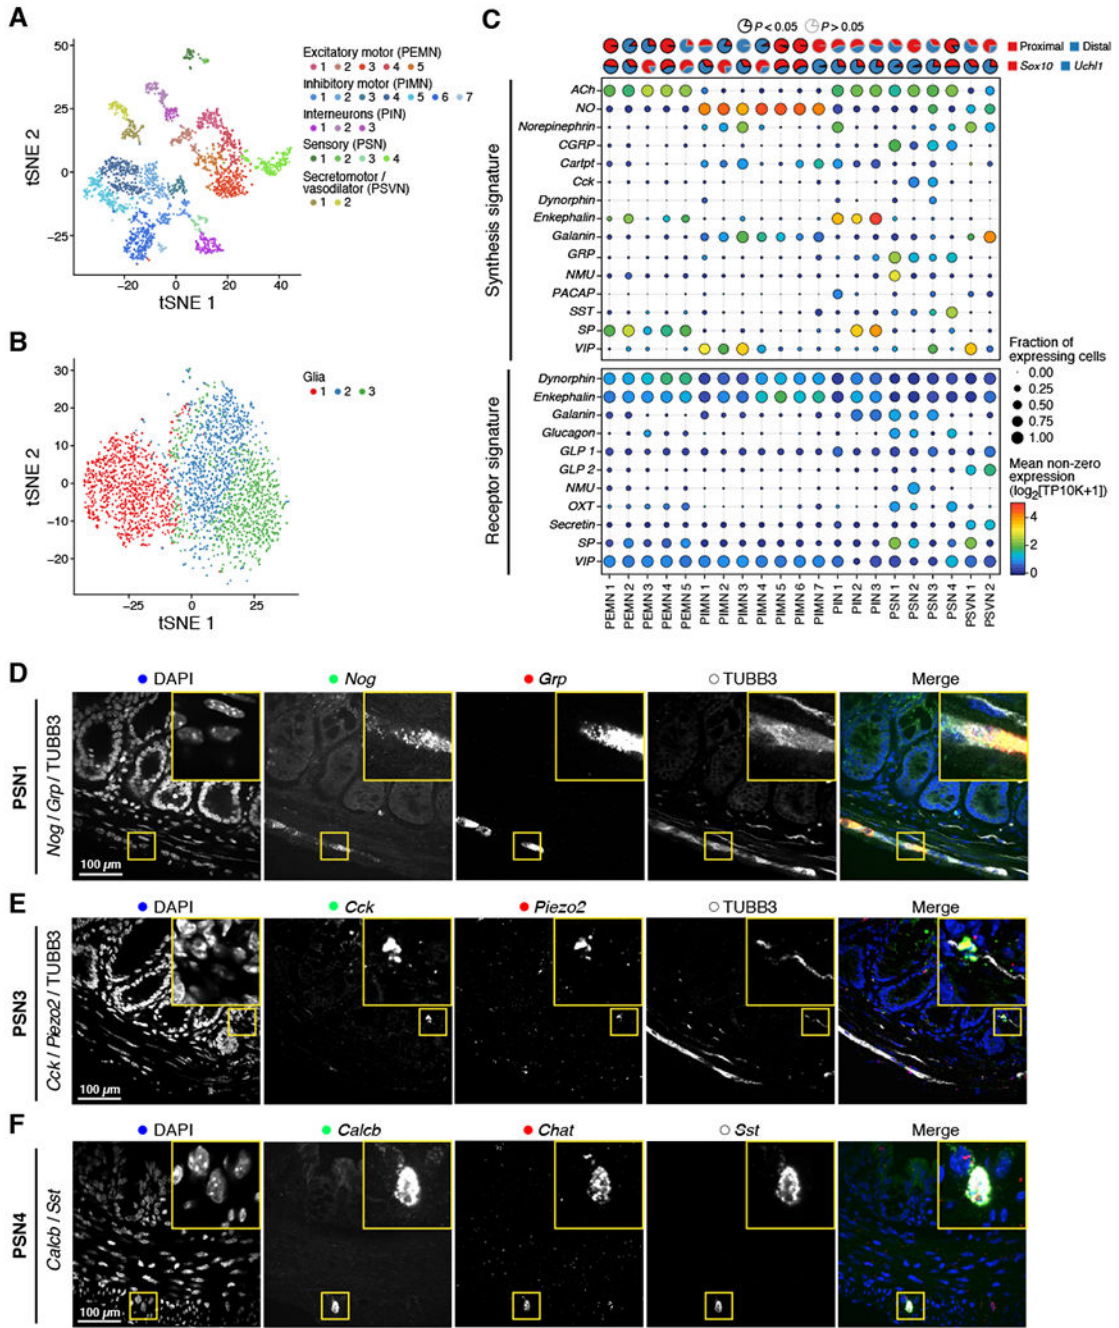 A
50
25
0
−25
tSNE 2
−20
0
20
40
tSNE 1
Excitatory motor (PEMN)
1 2 3 4 5
Inhibitory motor (PIMN)
1 2 3 4 5 6 7
Interneurons (PIN)
1 2 3
Sensory (PSN)
1 2 3 4
Secretomotor /
vasodilator (PSVN)
1 2
B
30
20
10
0
−10
−20
tSNE 2
−25
0
25
tSNE 1
Glia
1 2 3
C
P < 0.05 P > 0.05
Proximal Distal
Sox10 Uchl1
Synthesis signature
ACh
NO
Norepinephrin
CGRP
Cartpt
Cck
Dynorphin
Enkephalin
Galanin
GRP
NMU
PACAP
SST
SP
VIP
Receptor signature
Dynorphin
Enkephalin
Galanin
Glucagon
GLP 1
GLP 2
NMU
OXT
Secretin
SP
VIP
PEMN 1
PEMN 2
PEMN 3
PEMN 4
PEMN 5
PIMN 1
PIMN 2
PIMN 3
PIMN 4
PIMN 5
PIMN 6
PIMN 7
PIN 1
PIN 2
PIN 3
PSN 1
PSN 2
PSN 3
PSN 4
PSVN 1
PSVN 2
Fraction of
expressing cells
0.00
0.25
0.50
0.75
1.00
Mean non-zero
expression
(log2[TP10K+1])
4
2
0
D
DAPI Nog Grp TUBB3 Merge
PSN1
Nog / Grp / TUBB3
100 µm
E
DAPI Cck Piezo2 TUBB3 Merge
PSN3
Cck / Piezo2 / TUBB3
100 µm
F
DAPI Calcb Chat Sst Merge
PSN4
Calcb / Sst
100 µm